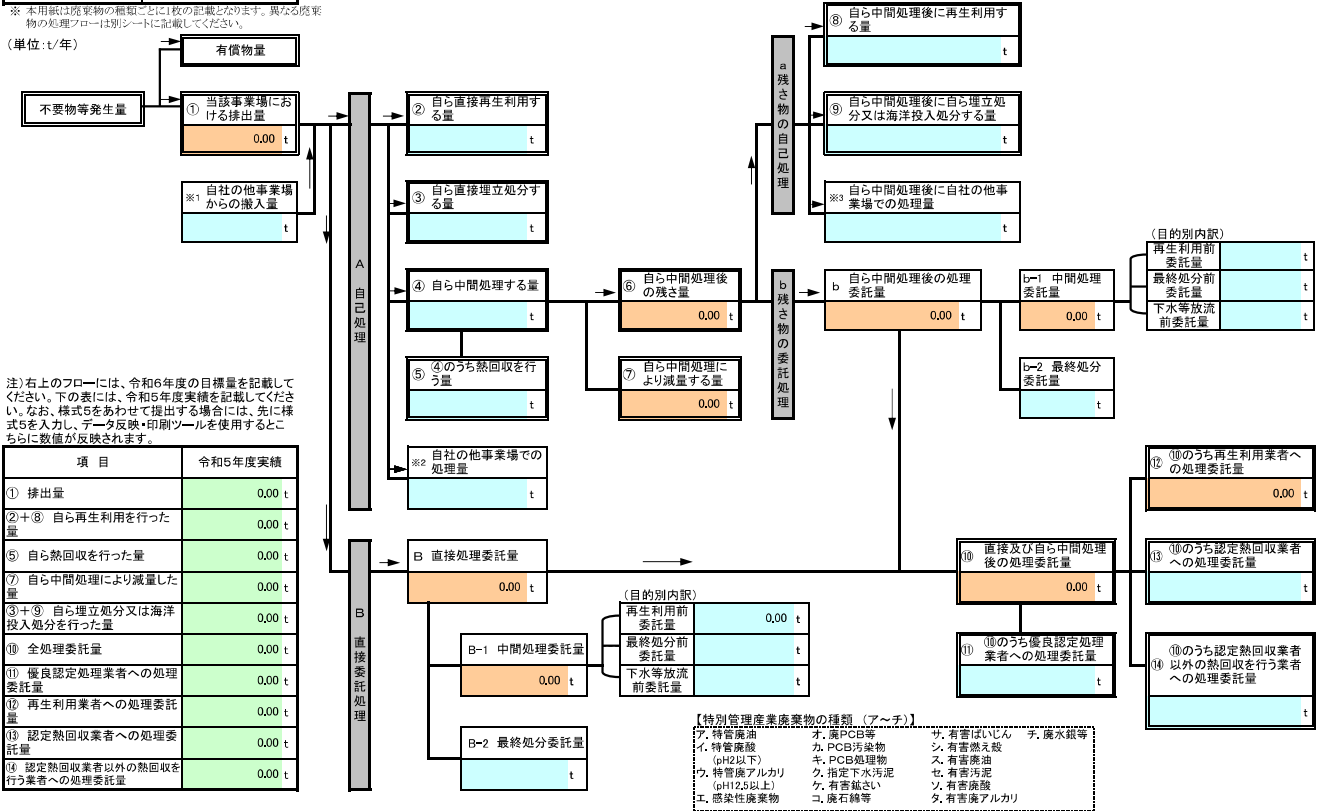 ※ 本用紙は廃棄物の種類ごとに1枚の記載となります。異なる廃棄
物の処理フローは別シートに記載してください。
(単位:t/年)
有償物量
不要物等発生量
① 当該事業場にお
ける排出量
0.00 t
※1 自社の他事業場
からの搬入量
t
A 自己処理
② 自ら直接再生利用す
る量
t
③ 自ら直接埋立処分す
る量
t
④ 自ら中間処理する量
t
⑤ ④のうち熱回収を行
う量
t
※2 自社の他事業場での
処理量
t
⑥ 自ら中間処理後
の残さ量
0.00 t
⑦ 自ら中間処理に
より減量する量
0.00 t
a 残さ物の自己処理
⑧ 自ら中間処理後に再生利用す
る量
t
⑨ 自ら中間処理後に自ら埋立処
分又は海洋投入処分する量
t
※3 自ら中間処理後に自社の他事
業場での処理量
t
b 残さ物の委託処理
b 自ら中間処理後の処理
委託量
0.00 t
b-1 中間処理
委託量
0.00 t
(目的別内訳)
再生利用前
委託量
t
最終処分前
委託量
t
下水等放流
前委託量
t
b-2 最終処分
委託量
t
注)右上のフローには、令和6年度の目標量を記載して
ください。下の表には、令和5年度実績を記載してくださ
い。なお、様式5をあわせて提出する場合には、先に様
式5を入力し、データ反映・印刷ツールを使用するとこ
ちらに数値が反映されます。
項 目 令和5年度実績
① 排出量 0.00 t
②+⑧ 自ら再生利用を行った
量 0.00 t
⑤ 自ら熱回収を行った量 0.00 t
⑦ 自ら中間処理により減量した
量 0.00 t
③+⑨ 自ら埋立処分又は海洋
投入処分を行った量 0.00 t
⑩ 全処理委託量 0.00 t
⑪ 優良認定処理業者への処理
委託量 0.00 t
⑫ 再生利用業者への処理委託
量 0.00 t
⑬ 認定熱回収業者への処理委
託量 0.00 t
⑭ 認定熱回収業者以外の熱回収を
行う業者への処理委託量 0.00 t
B 直接委託処理
B 直接処理委託量
0.00 t
B-1 中間処理委託量
0.00 t
B-2 最終処分委託量
t
(目的別内訳)
再生利用前
委託量
0.00 t
最終処分前
委託量
t
下水等放流
前委託量
t
⑩ 直接及び自ら中間処理
後の処理委託量
0.00 t
⑪ ⑩のうち優良認定処理
業者への処理委託量
t
⑫ ⑩のうち再生利用業者へ
の処理委託量
0.00 t
⑬ ⑩のうち認定熱回収業者
への処理委託量
t
⑭ ⑩のうち認定熱回収業者
以外の熱回収を行う業者
への処理委託量
t
【特別管理産業廃棄物の種類 (ア～チ)】
ア. 特管廃油 オ. 廃PCB等 サ. 有害ばいじん チ. 廃水銀等
イ. 特管廃酸 カ. PCB汚染物 シ. 有害燃え殻
(pH2以下) キ. PCB処理物 ス. 有害廃油
ウ. 特管廃アルカリ ク. 指定下水汚泥 セ. 有害汚泥
(pH12.5以上) ケ. 有害鉱さい ソ. 有害廃酸
エ. 感染性廃棄物 コ. 廃石綿等 タ. 有害廃アルカリ